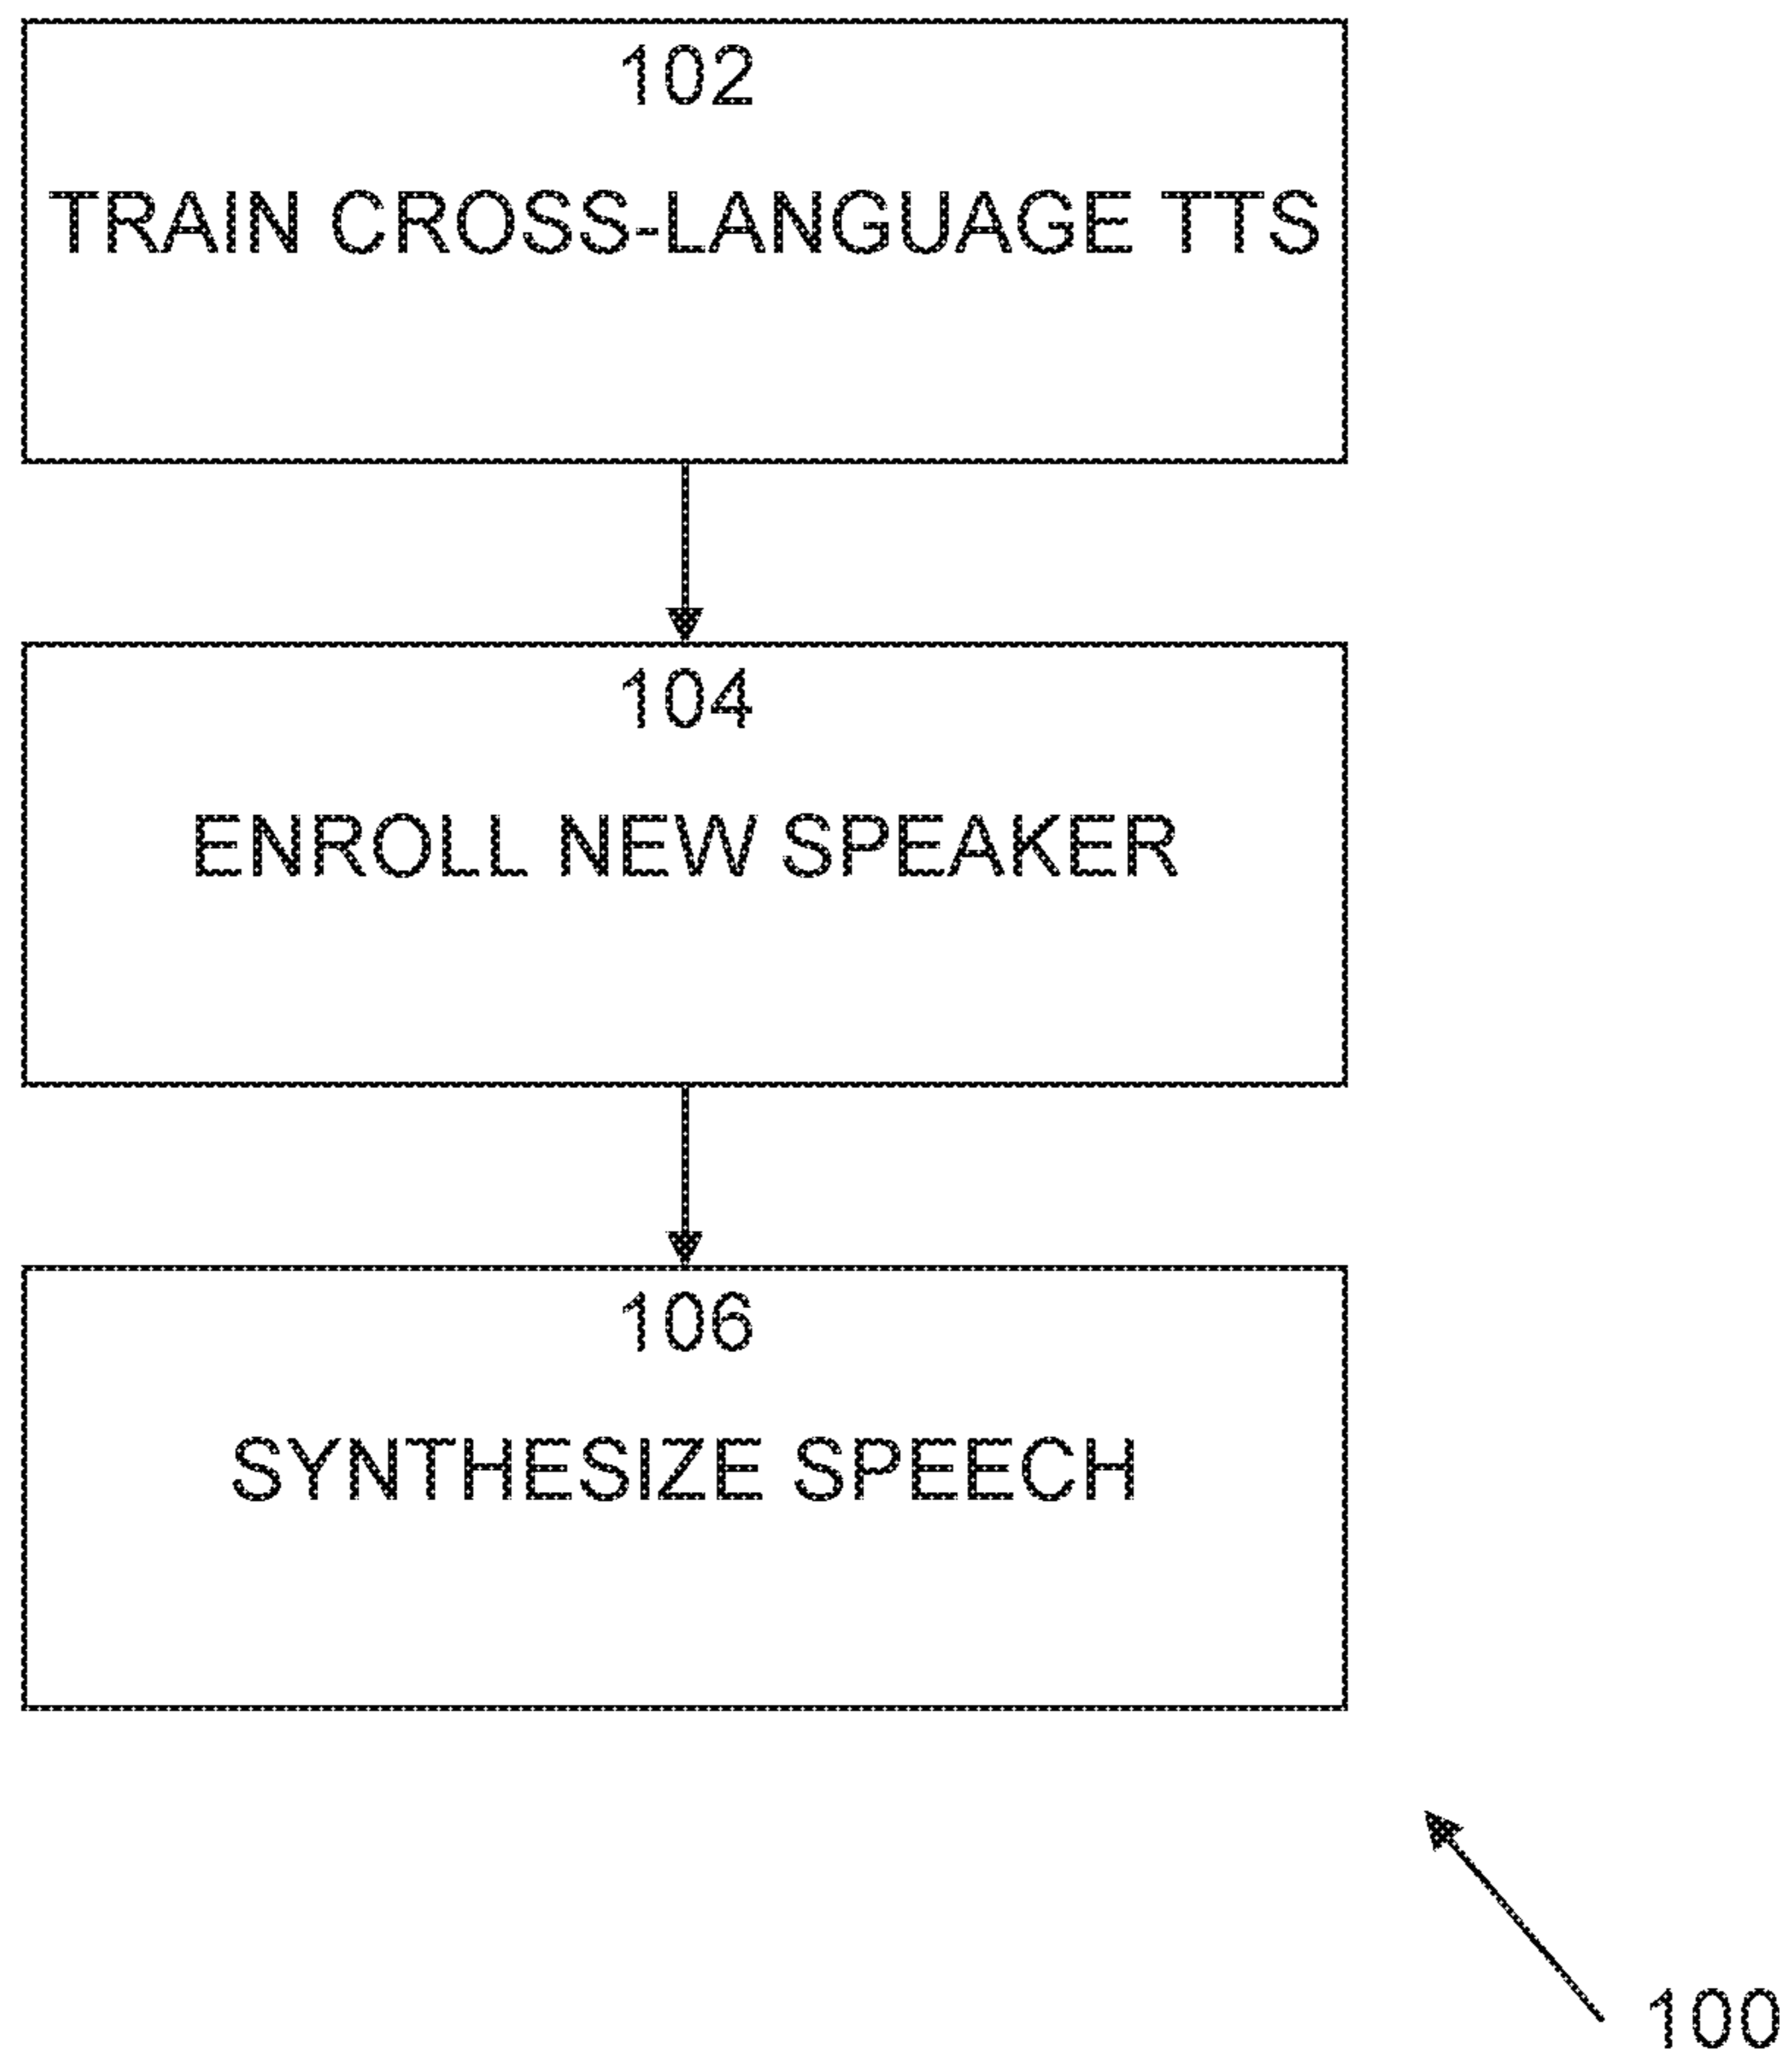 102
TRAIN CROSS-LANGUAGE TTS
104
ENROLL NEW SPEAKER
106
SYNTHESIZE SPEECH
100